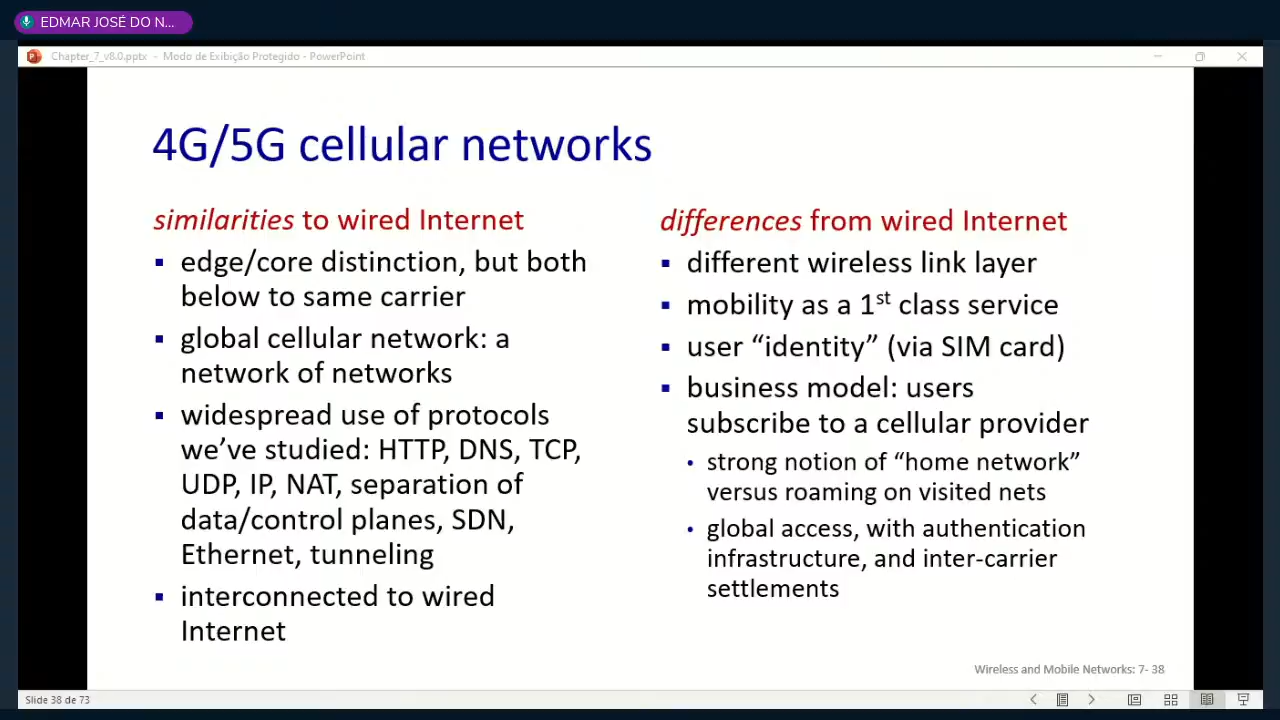 EDMAR JOSÉ DO N...
Chapter_7_v8.0.pptx - Modo de Exibição Protegido - PowerPoint
4G/5G cellular networks
similarities to wired Internet
edge/core distinction, but both
below to same carrier
global cellular network: a
network of networks
widespread use of protocols
we’ve studied: HTTP, DNS, TCP,
UDP, IP, NAT, separation of
data/control planes, SDN,
Ethernet, tunneling
interconnected to wired
Internet
differences from wired Internet
different wireless link layer
mobility as a 1st class service
user “identity” (via SIM card)
business model: users
subscribe to a cellular provider
strong notion of “home network”
versus roaming on visited nets
global access, with authentication
infrastructure, and inter-carrier
settlements
Wireless and Mobile Networks: 7- 38
Slide 38 de 73